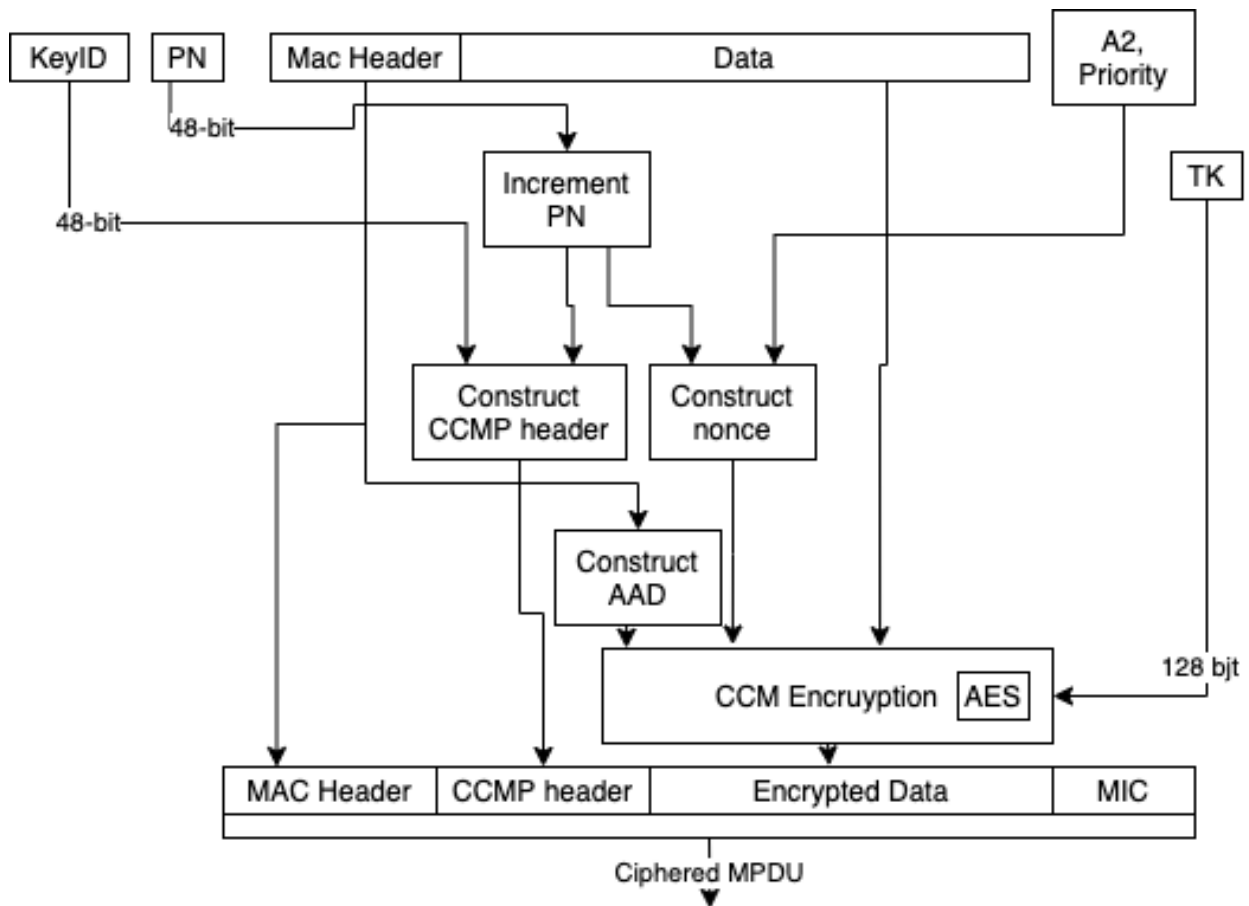 KeyID
PN
Mac Header
Data
A2,
Priority
48-bit
TK
Increment
PN
48-bit
Construct
CCMP header
Construct
nonce
Construct
AAD
128 bjt
CCM Encruyption
AES
MAC Header
CCMP header
Encrypted Data
MIC
Ciphered MPDU